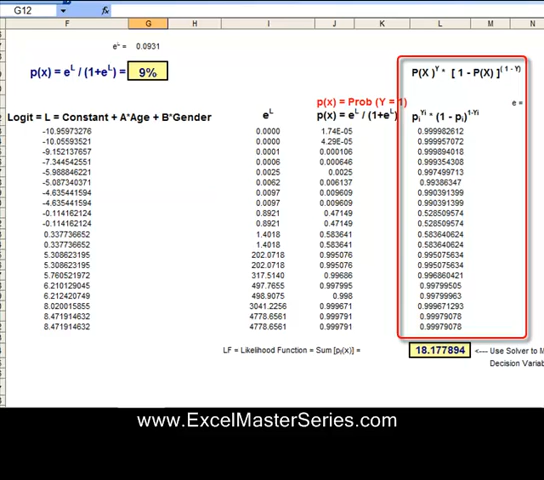 G12
F G H I J K L M N
e^L = 0.0931
p(x) = e^L / (1+e^L) = 9%
P(X )^Y * [ 1 - P(X) ]^(1 - Y)
p(x) = Prob (Y = 1)
e =
Logit = L = Constant + A*Age + B*Gender e^L p(x) = e^L / (1+e^L) p_i^Yi * (1 - p_i)^1-Yi
-10.95973276 0.0000 1.74E-05 0.999982612
-10.05593521 0.0000 4.29E-05 0.999957072
-9.152137657 0.0001 0.000106 0.999894018
-7.344542551 0.0006 0.000646 0.999354308
-5.988846221 0.0025 0.0025 0.997499713
-5.087340371 0.0062 0.006137 0.99386347
-4.635441594 0.0097 0.009609 0.990391399
-4.635441594 0.0097 0.009609 0.990391399
-0.114162124 0.8921 0.47149 0.528509574
-0.114162124 0.8921 0.47149 0.528509574
0.337736652 1.4018 0.583641 0.583640624
0.337736652 1.4018 0.583641 0.583640624
5.308623195 202.0718 0.995076 0.995075634
5.308623195 202.0718 0.995076 0.995075634
5.760521972 317.5140 0.99686 0.996860421
6.210129045 497.7655 0.997995 0.99799505
6.212420749 498.9075 0.998 0.99799963
8.020015855 3041.2256 0.999671 0.999671293
8.471914632 4778.6561 0.999791 0.99979078
8.471914632 4778.6561 0.999791 0.99979078
LF = Likelihood Function = Sum [p_i(x)] = 18.177894 <---- Use Solver to M
Decision Variab
www.ExcelMasterSeries.com